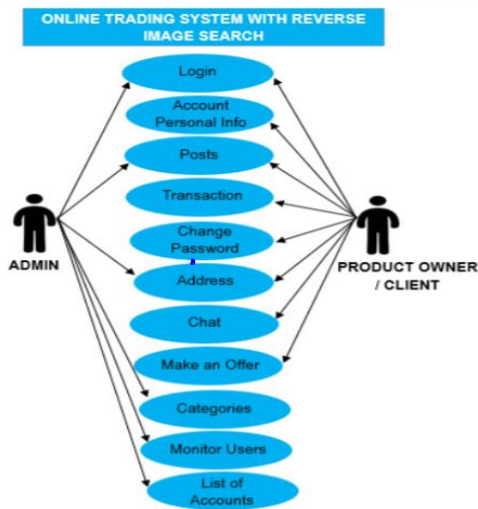 ONLINE TRADING SYSTEM WITH REVERSE
IMAGE SEARCH
Login
Account
Personal Info
Posts
Transaction
Change
Password
ADMIN
PRODUCT OWNER
/ CLIENT
Address
Chat
Make an Offer
Categories
Monitor Users
List of
Accounts